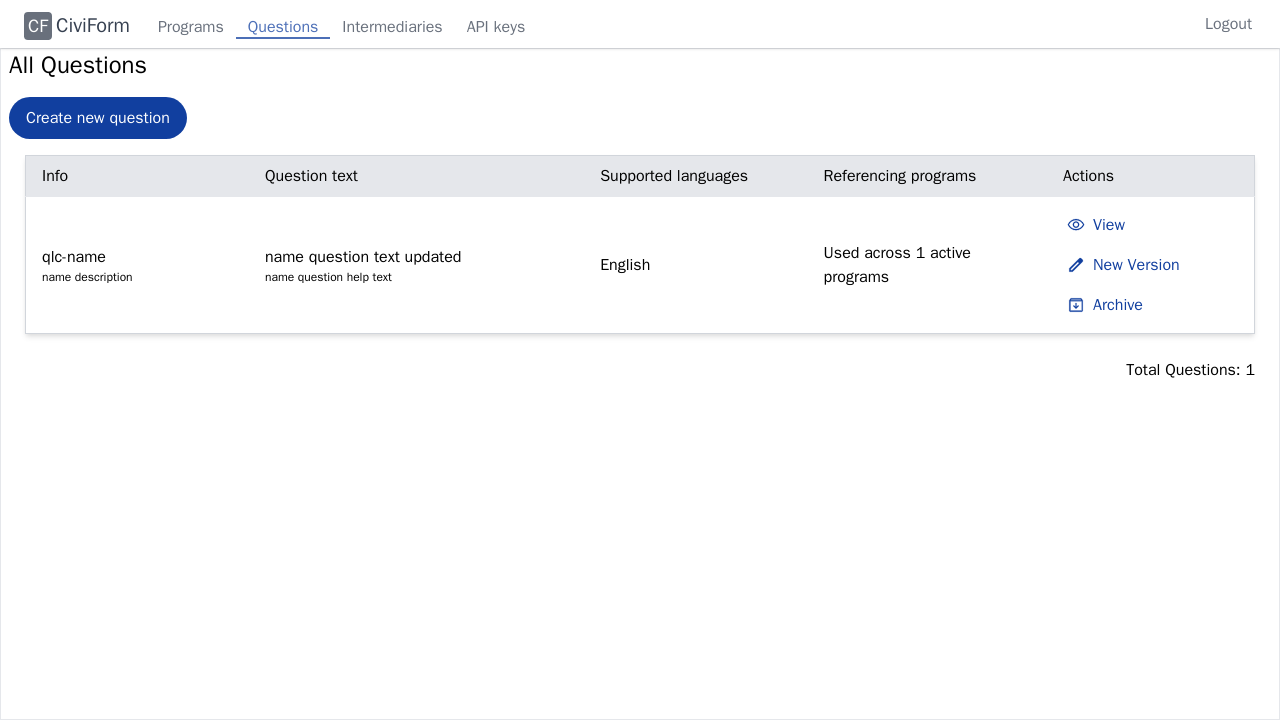 CF CiviForm Programs Questions Intermediaries API keys Logout
All Questions
Create new question
Info Question text Supported languages Referencing programs Actions
qlc-name
name description
name question text updated
name question help text
English
Used across 1 active
programs
View
New Version
Archive
Total Questions: 1